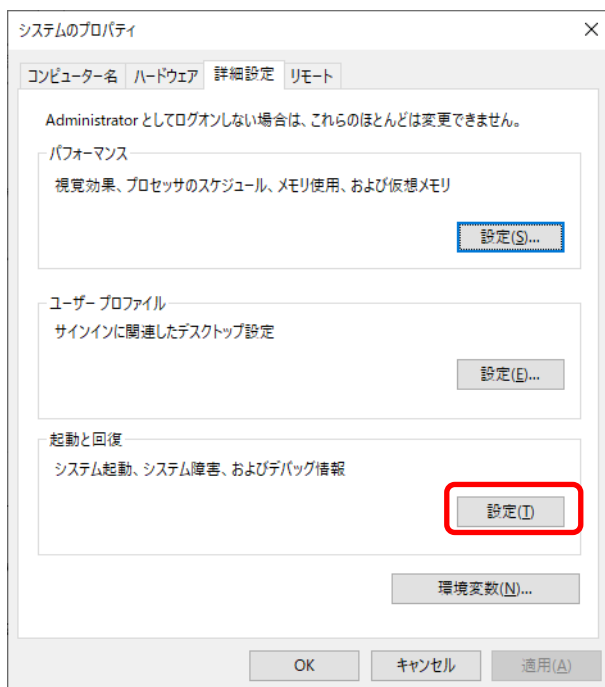 システムのプロパティ
コンピューター名 ハードウェア 詳細設定 リモート
Administrator としてログオンしない場合は、これらのほとんどは変更できません。
パフォーマンス
視覚効果、プロセッサのスケジュール、メモリ使用、および仮想メモリ
設定(S)...
ユーザー プロファイル
サインインに関連したデスクトップ設定
設定(E)...
起動と回復
システム起動、システム障害、およびデバッグ情報
設定(T)
環境変数(N)...
OK キャンセル 適用(A)